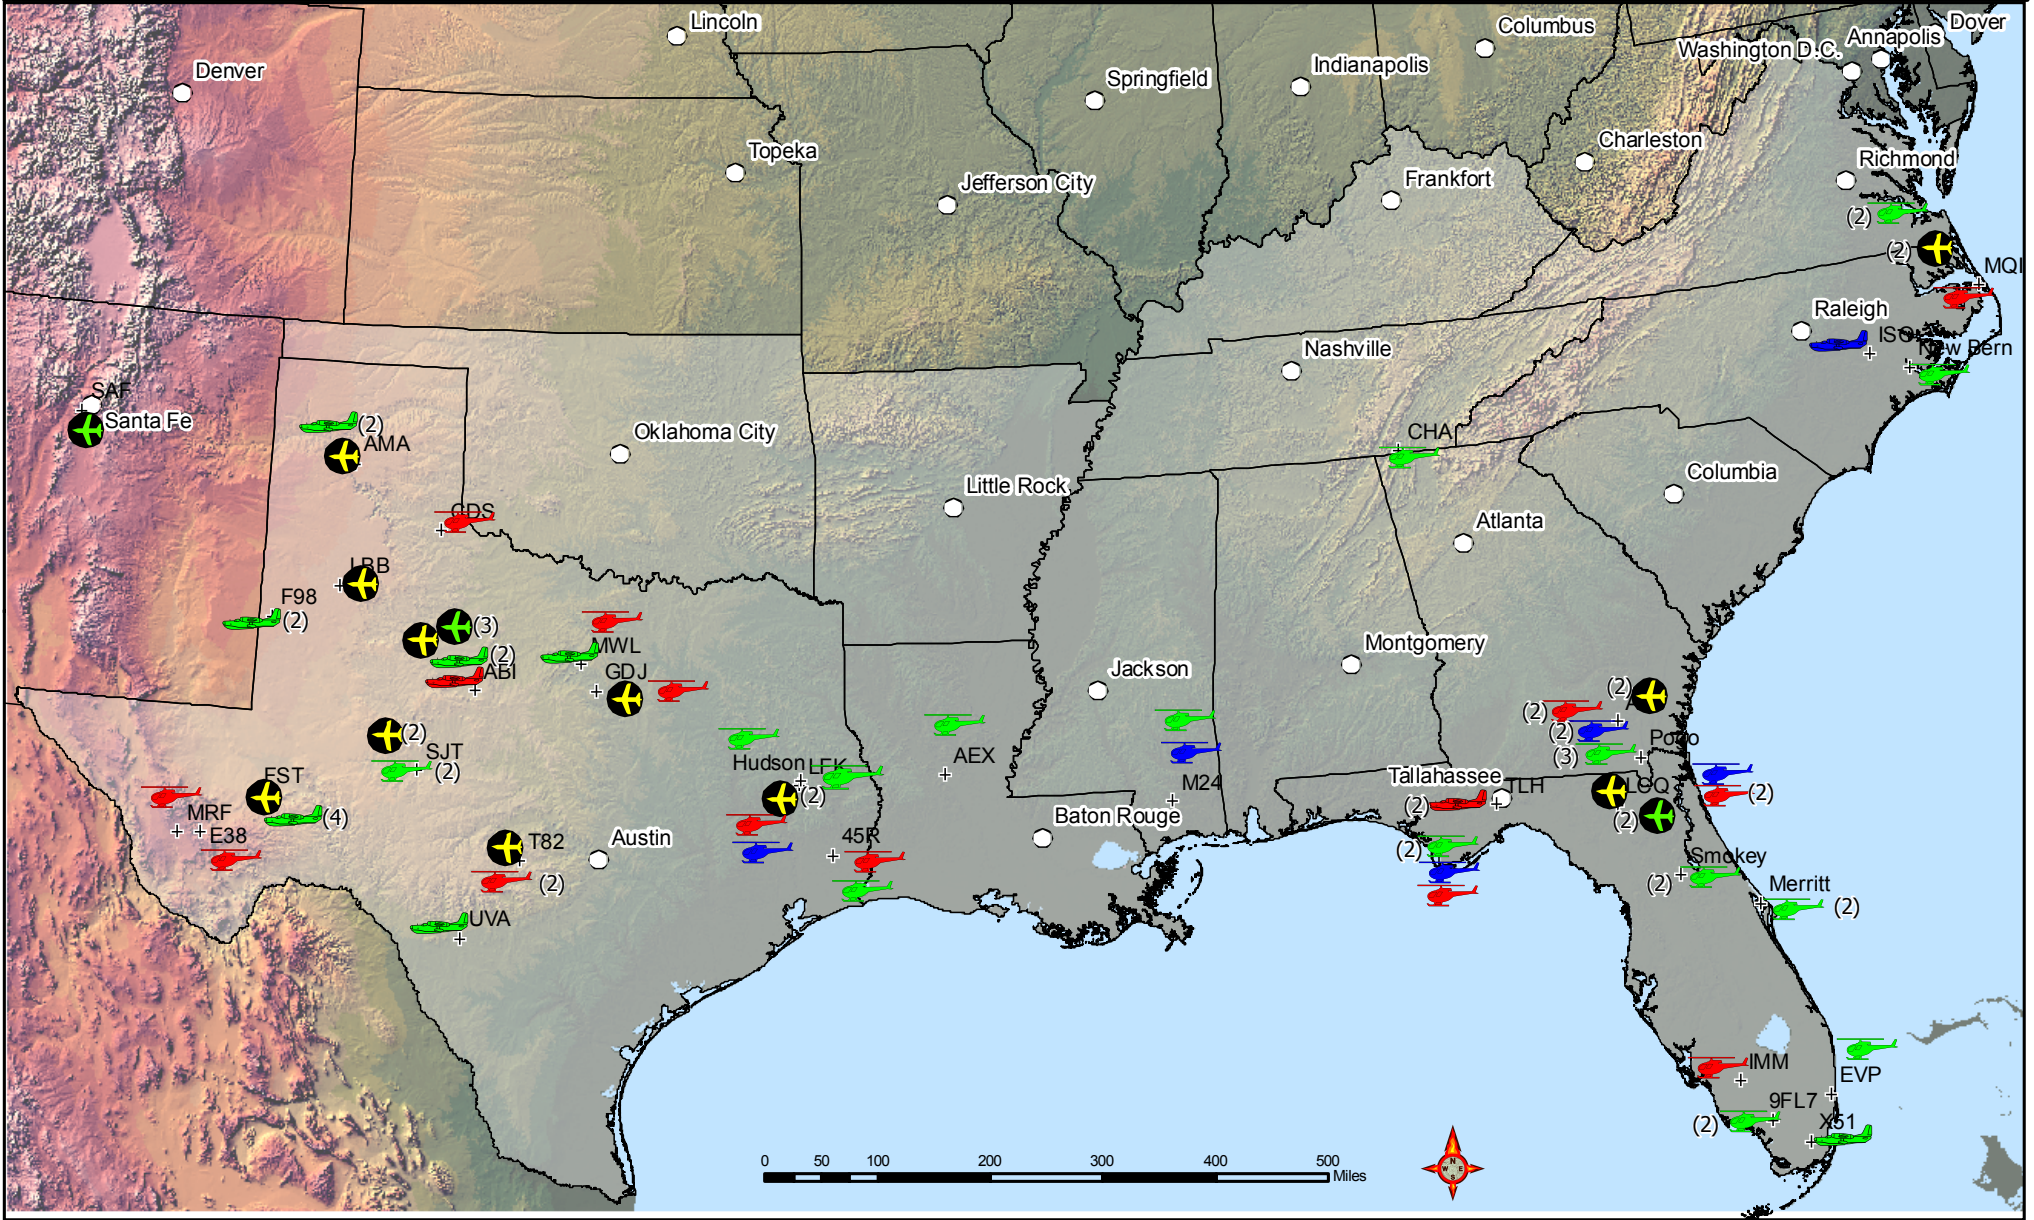 Lincoln
Columbus
Dover
Annapolis
Washington D.C.
Denver
Springfield
Indianapolis
Topeka
Charleston
Richmond
Jefferson City
Frankfort
(2)
(2)
MQI
Raleigh
ISO
New Bern
Nashville
SAF
Santa Fe
(2)
AMA
Oklahoma City
CHA
Columbia
Little Rock
CDS
Atlanta
LBB
F98
(2)
(3)
(2)
MWL
ABI
GDJ
Jackson
Montgomery
(2)
(2)
(2)
(3)
(2)
SJT
(2)
Hudson
LFK
(2)
AEX
M24
FST
(4)
MRF
E38
Tallahassee
(2)
TLH
LCQ
(2)
(2)
T82
(2)
Austin
45R
Baton Rouge
(2)
Smokey
(2)
Merritt
(2)
UVA
IMM
EVP
9FL7
(2)
X51
0 50 100 200 300 400 500
Miles
N
W E
S